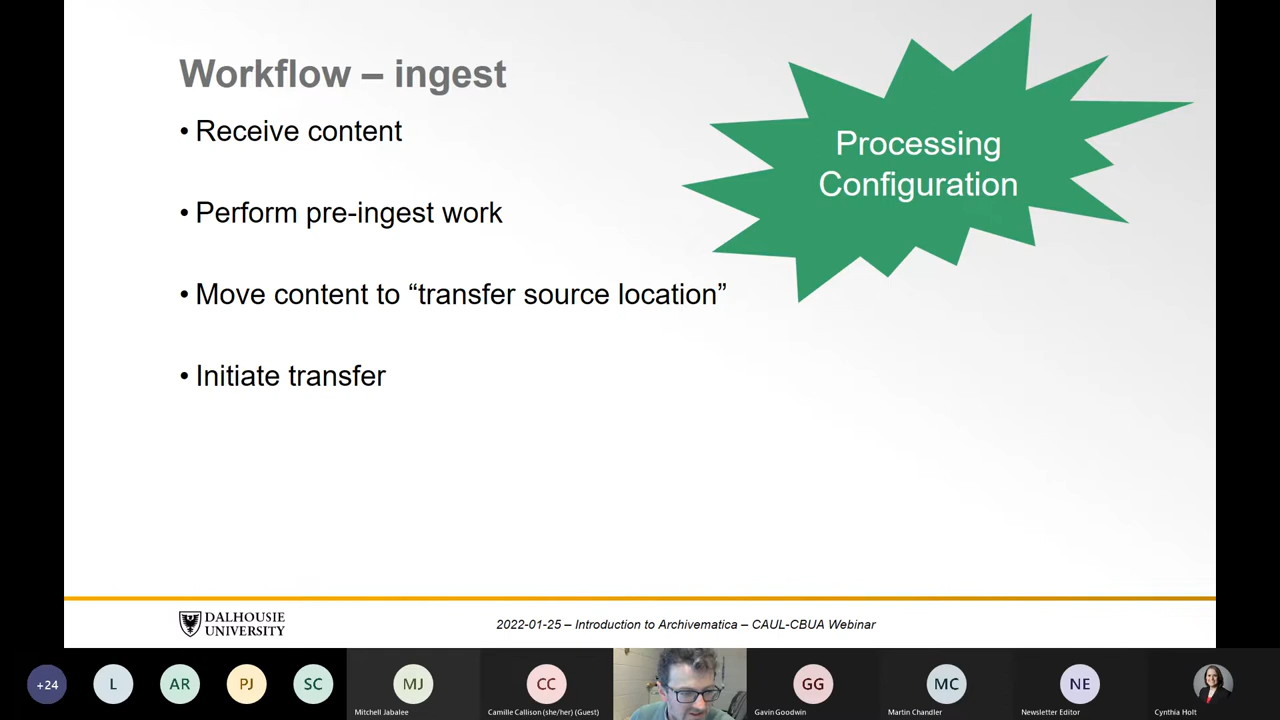 Workflow – ingest
• Receive content
• Perform pre-ingest work
• Move content to “transfer source location”
• Initiate transfer
Processing
Configuration
DALHOUSIE
UNIVERSITY
2022-01-25 – Introduction to Archivematica – CAUL-CBUA Webinar
+24
L
AR
PJ
SC
MJ
Mitchell Jabalee
CC
Camille Callison (she/her) (Guest)
GG
Gavin Goodwin
MC
Martin Chandler
NE
Newsletter Editor
Cynthia Holt